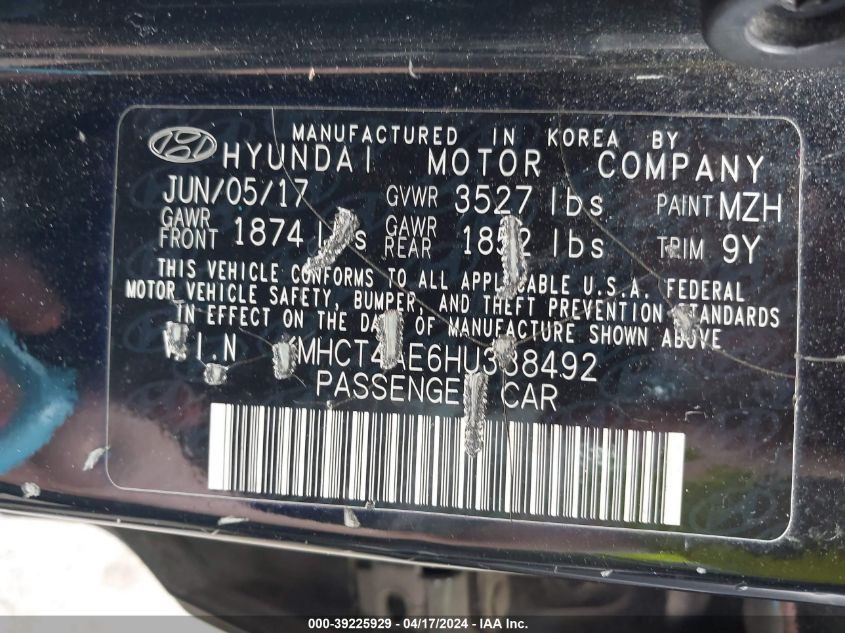 MANUFACTURED IN KOREA BY
HYUNDAI MOTOR COMPANY
JUN/05/17 GVWR 3527 lbs PAINT MZH
GAWR FRONT 1874 lbs GAWR REAR 1852 lbs TRIM 9Y
THIS VEHICLE CONFORMS TO ALL APPLICABLE U.S.A. FEDERAL
MOTOR VEHICLE SAFETY, BUMPER, AND THEFT PREVENTION STANDARDS
IN EFFECT ON THE DATE OF MANUFACTURE SHOWN ABOVE
V.I.N
PASSENGER CAR
000-39225929 - 04/17/2024 - IAA Inc.